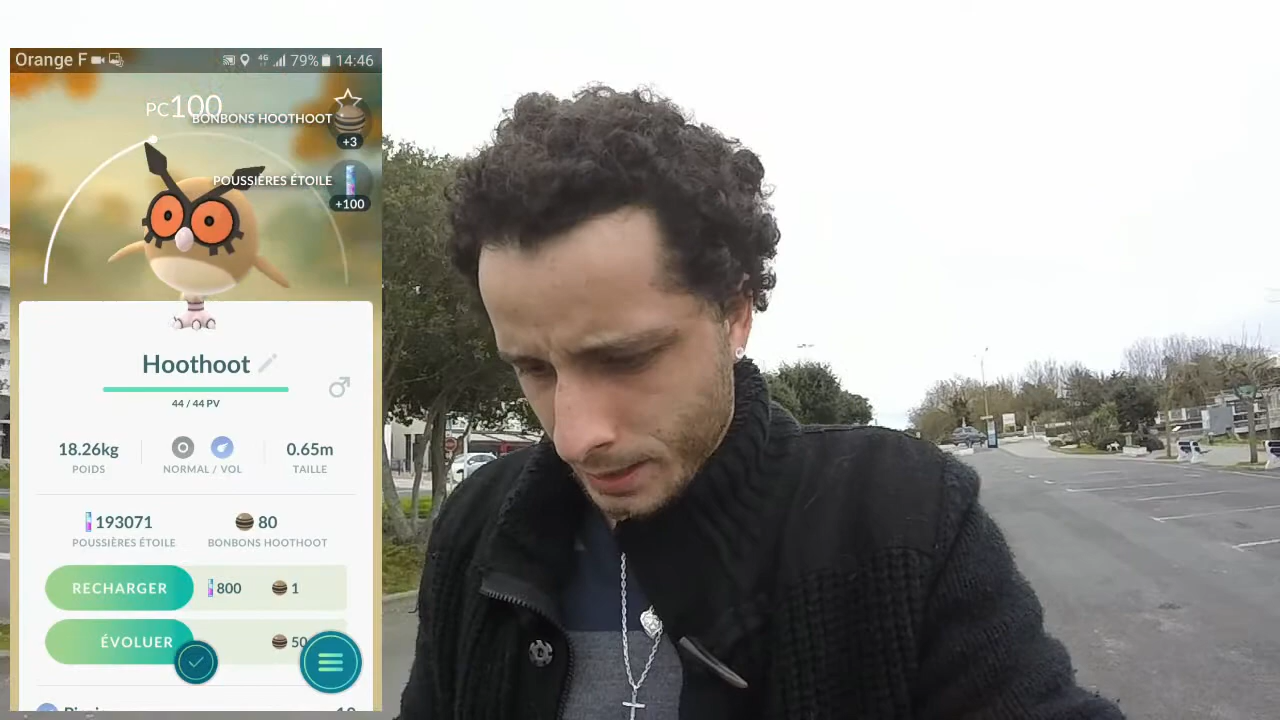 Orange F 4G 79% 14:46
PC100
BONBONS HOOTHOOT
+3
POUSSIÈRES ÉTOILE
+100
Hoothoot
44 / 44 PV
18.26kg 0.65m
POIDS NORMAL / VOL TAILLE
193071 80
POUSSIÈRES ÉTOILE BONBONS HOOTHOOT
RECHARGER 800 1
ÉVOLUER 50